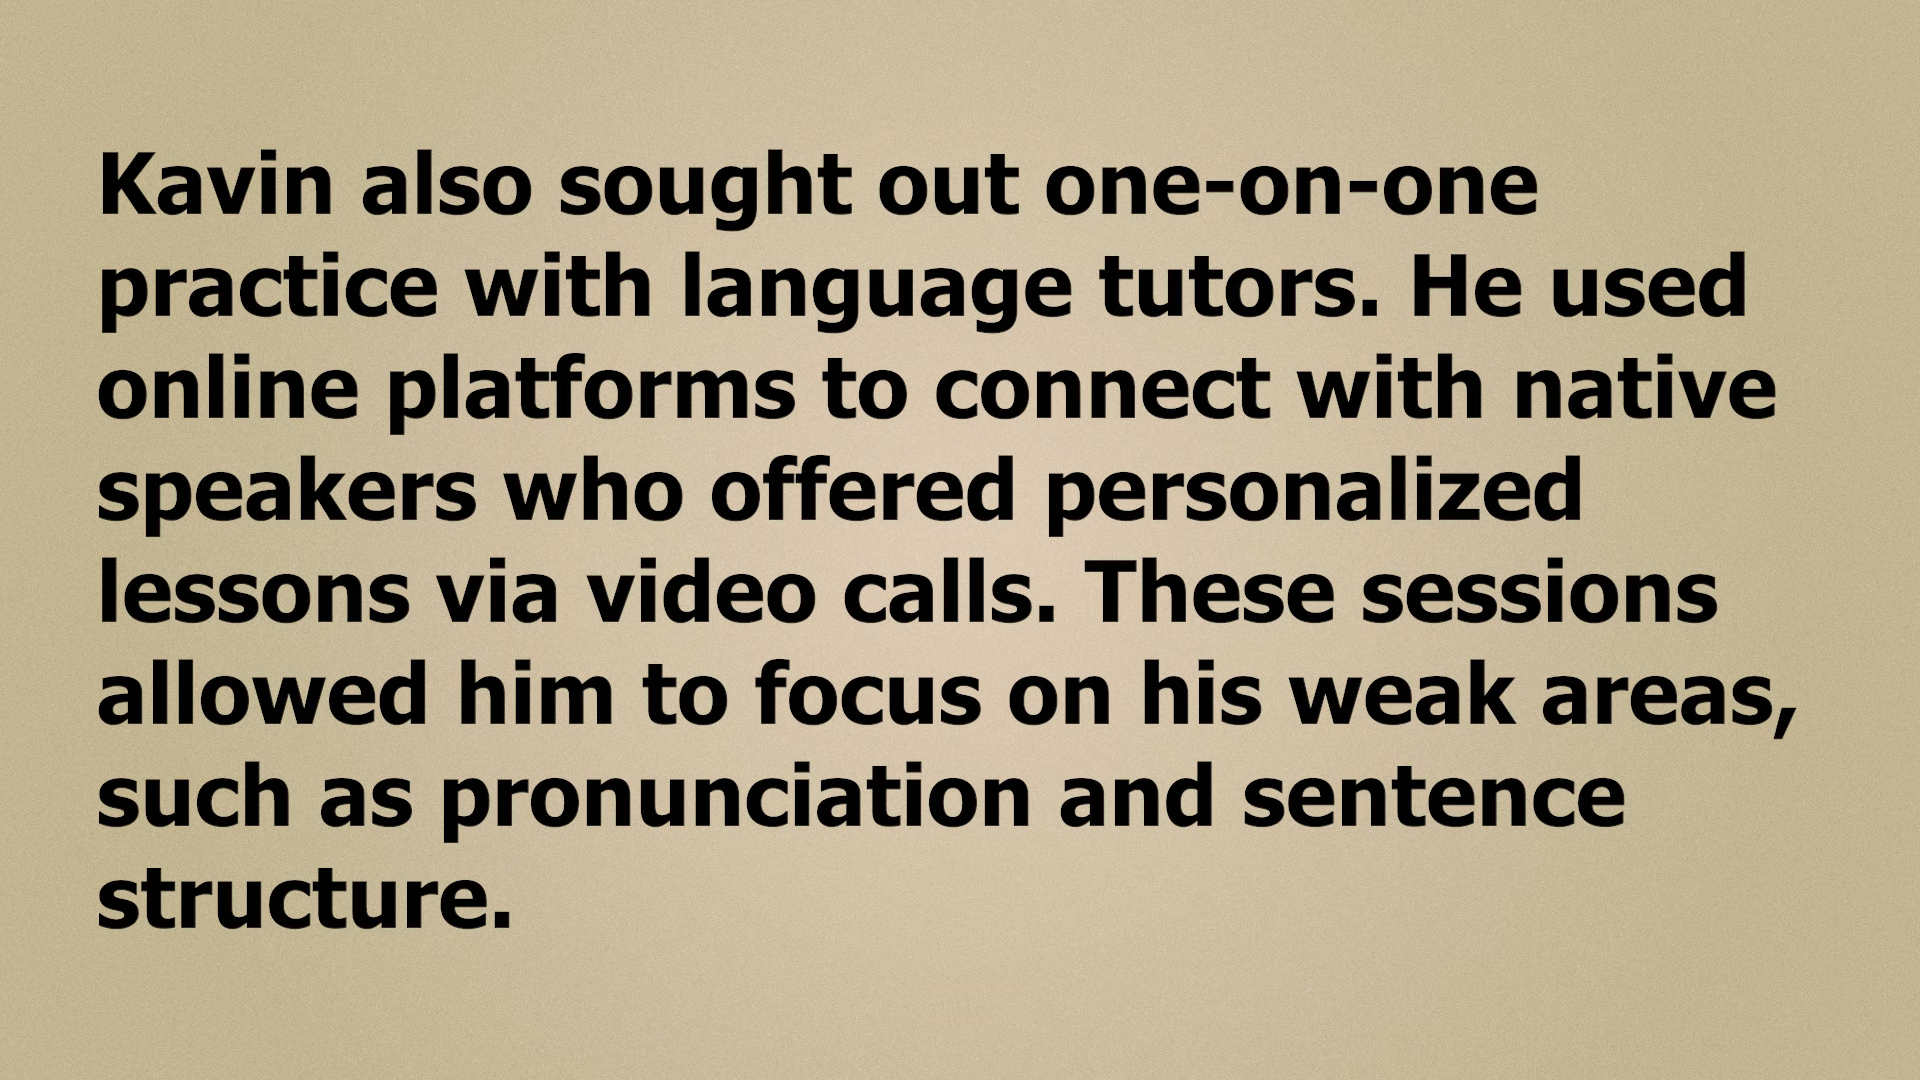 Kavin also sought out one-on-one
practice with language tutors. He used
online platforms to connect with native
speakers who offered personalized
lessons via video calls. These sessions
allowed him to focus on his weak areas,
such as pronunciation and sentence
structure.